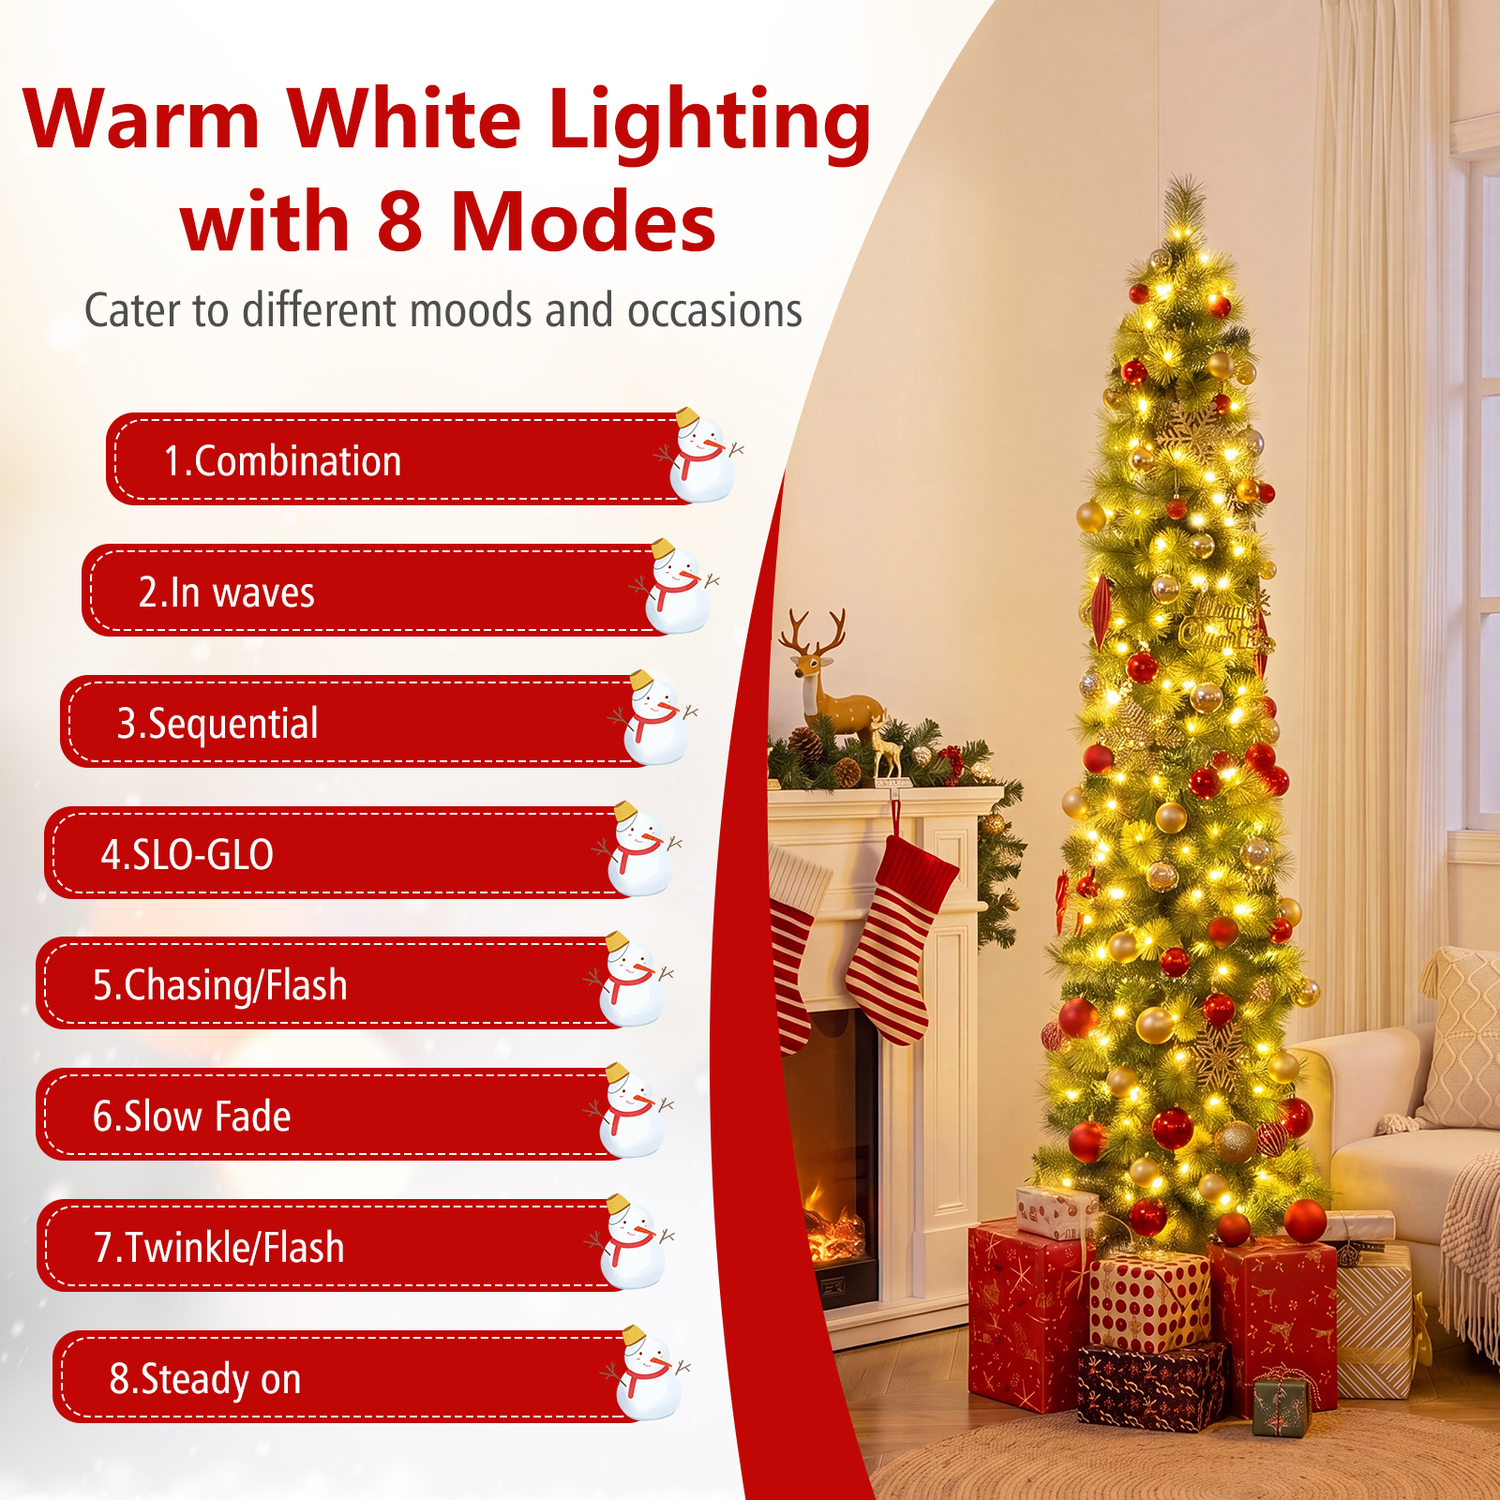 Warm White Lighting
with 8 Modes
Cater to different moods and occasions
1.Combination
2.In waves
3.Sequential
4.SLO-GLO
5.Chasing/Flash
6.Slow Fade
7.Twinkle/Flash
8.Steady on